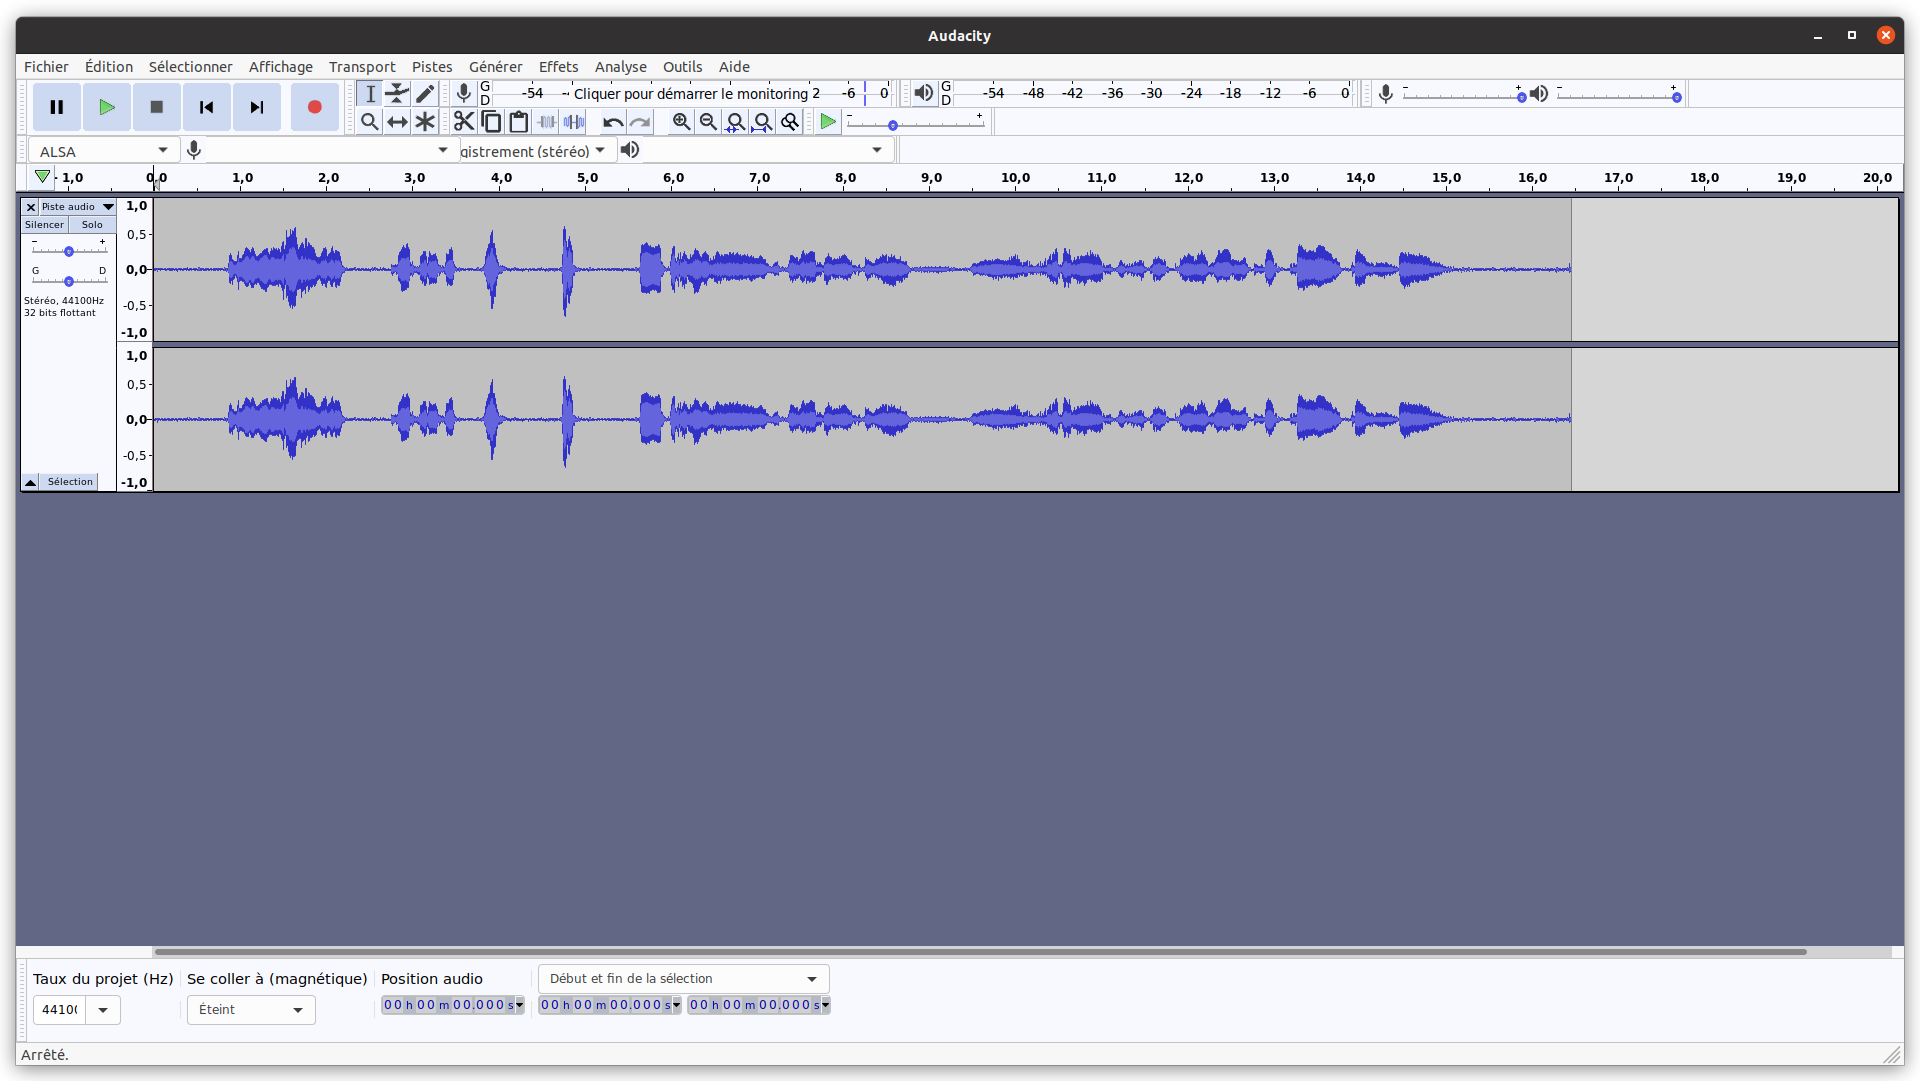 Audacity
Fichier Édition Sélectionner Affichage Transport Pistes Générer Effets Analyse Outils Aide
G D -54 Cliquer pour démarrer le monitoring 2 -6 0 G D -54 -48 -42 -36 -30 -24 -18 -12 -6 0 - + - +
- +
ALSA gistrement (stéréo)
- 1,0 0,0 1,0 2,0 3,0 4,0 5,0 6,0 7,0 8,0 9,0 10,0 11,0 12,0 13,0 14,0 15,0 16,0 17,0 18,0 19,0 20,0
Piste audio 1,0
Silencer Solo 0,5
- +
G D 0,0
Stéréo, 44100Hz -0,5
32 bits flottant
-1,0
1,0
0,5
0,0
-0,5
Sélection -1,0
Taux du projet (Hz) Se coller à (magnétique) Position audio Début et fin de la sélection
44100 Éteint 00 h 00 m 00.000 s 00 h 00 m 00.000 s 00 h 00 m 00.000 s
Arrêté.